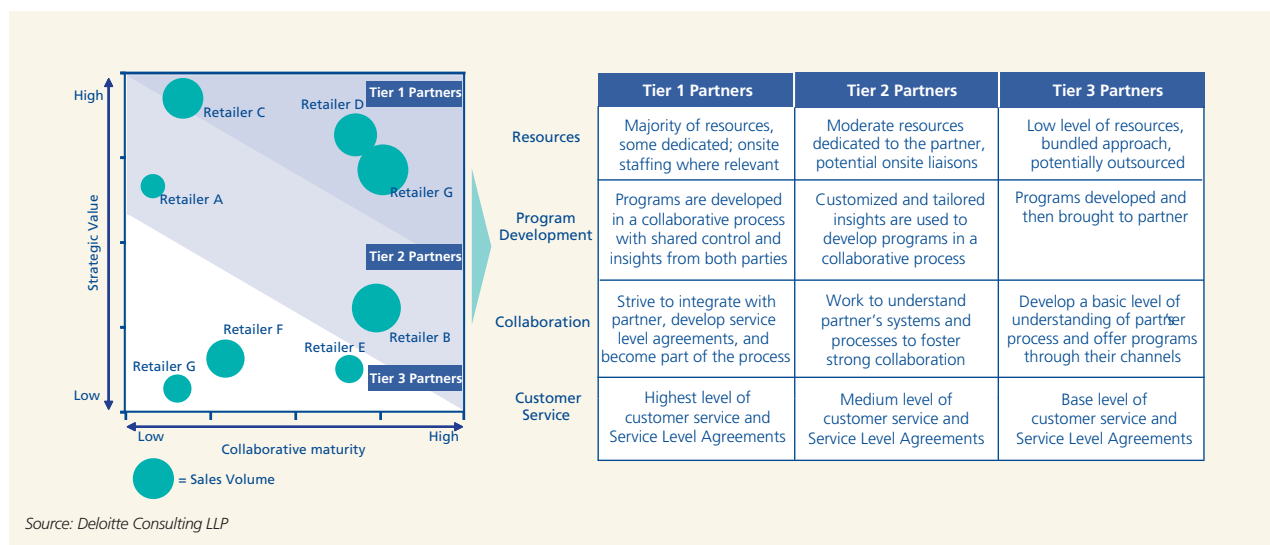 High
Strategic Value
Low
Retailer C
Retailer D
Tier 1 Partners
Retailer G
Retailer A
Tier 2 Partners
Retailer B
Retailer F
Retailer E
Retailer G
Tier 3 Partners
Low
High
Collaborative maturity
= Sales Volume
Tier 1 Partners
Tier 2 Partners
Tier 3 Partners
Resources
Majority of resources,
some dedicated; onsite
staffing where relevant
Moderate resources
dedicated to the partner,
potential onsite liaisons
Low level of resources,
bundled approach,
potentially outsourced
Program
Development
Programs are developed
in a collaborative process
with shared control and
insights from both parties
Customized and tailored
insights are used to
develop programs in a
collaborative process
Programs developed and
then brought to partner
Collaboration
Strive to integrate with
partner, develop service
level agreements, and
become part of the process
Work to understand
partner’s systems and
processes to foster
strong collaboration
Develop a basic level of
understanding of partner’s
process and offer programs
through their channels
Customer
Service
Highest level of
customer service and
Service Level Agreements
Medium level of
customer service and
Service Level Agreements
Base level of
customer service and
Service Level Agreements
Source: Deloitte Consulting LLP